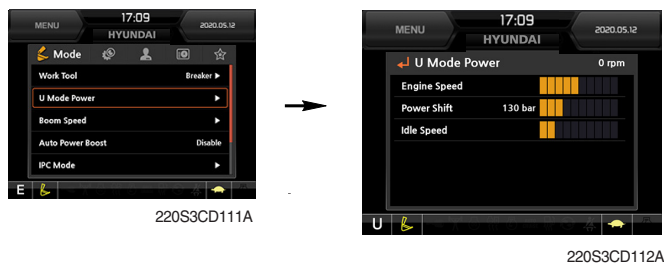 MENU
17:09
2020.05.12
HYUNDAI
Mode
Work Tool Breaker ▶
U Mode Power ▶
Boom Speed ▶
Auto Power Boost Disable
IPC Mode ▶
E
220S3CD111A
MENU
17:09
2020.05.12
HYUNDAI
U Mode Power 0 rpm
Engine Speed
Power Shift 130 bar
Idle Speed
U
220S3CD112A